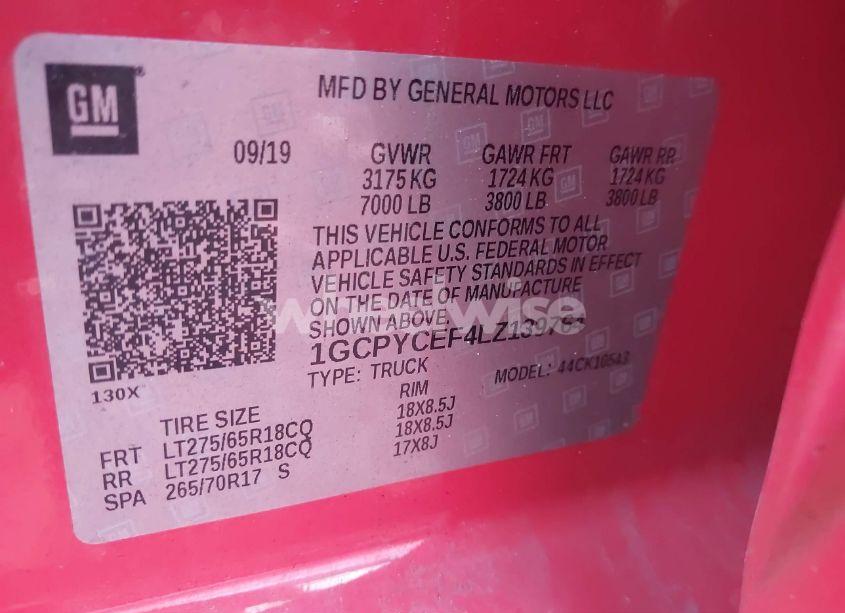 GM
MFD BY GENERAL MOTORS LLC
09/19
GVWR GAWR FRT GAWR RR
3175 KG 1724 KG 1724 KG
7000 LB 3800 LB 3800 LB
THIS VEHICLE CONFORMS TO ALL
APPLICABLE U.S. FEDERAL MOTOR
VEHICLE SAFETY STANDARDS IN EFFECT
ON THE DATE OF MANUFACTURE
SHOWN ABOVE.
1GCPYCEF4LZ139753
TYPE: TRUCK MODEL: 44CK10543
130X
TIRE SIZE RIM
FRT LT275/65R18CQ 18X8.5J
RR LT275/65R18CQ 18X8.5J
SPA 265/70R17 S 17X8J